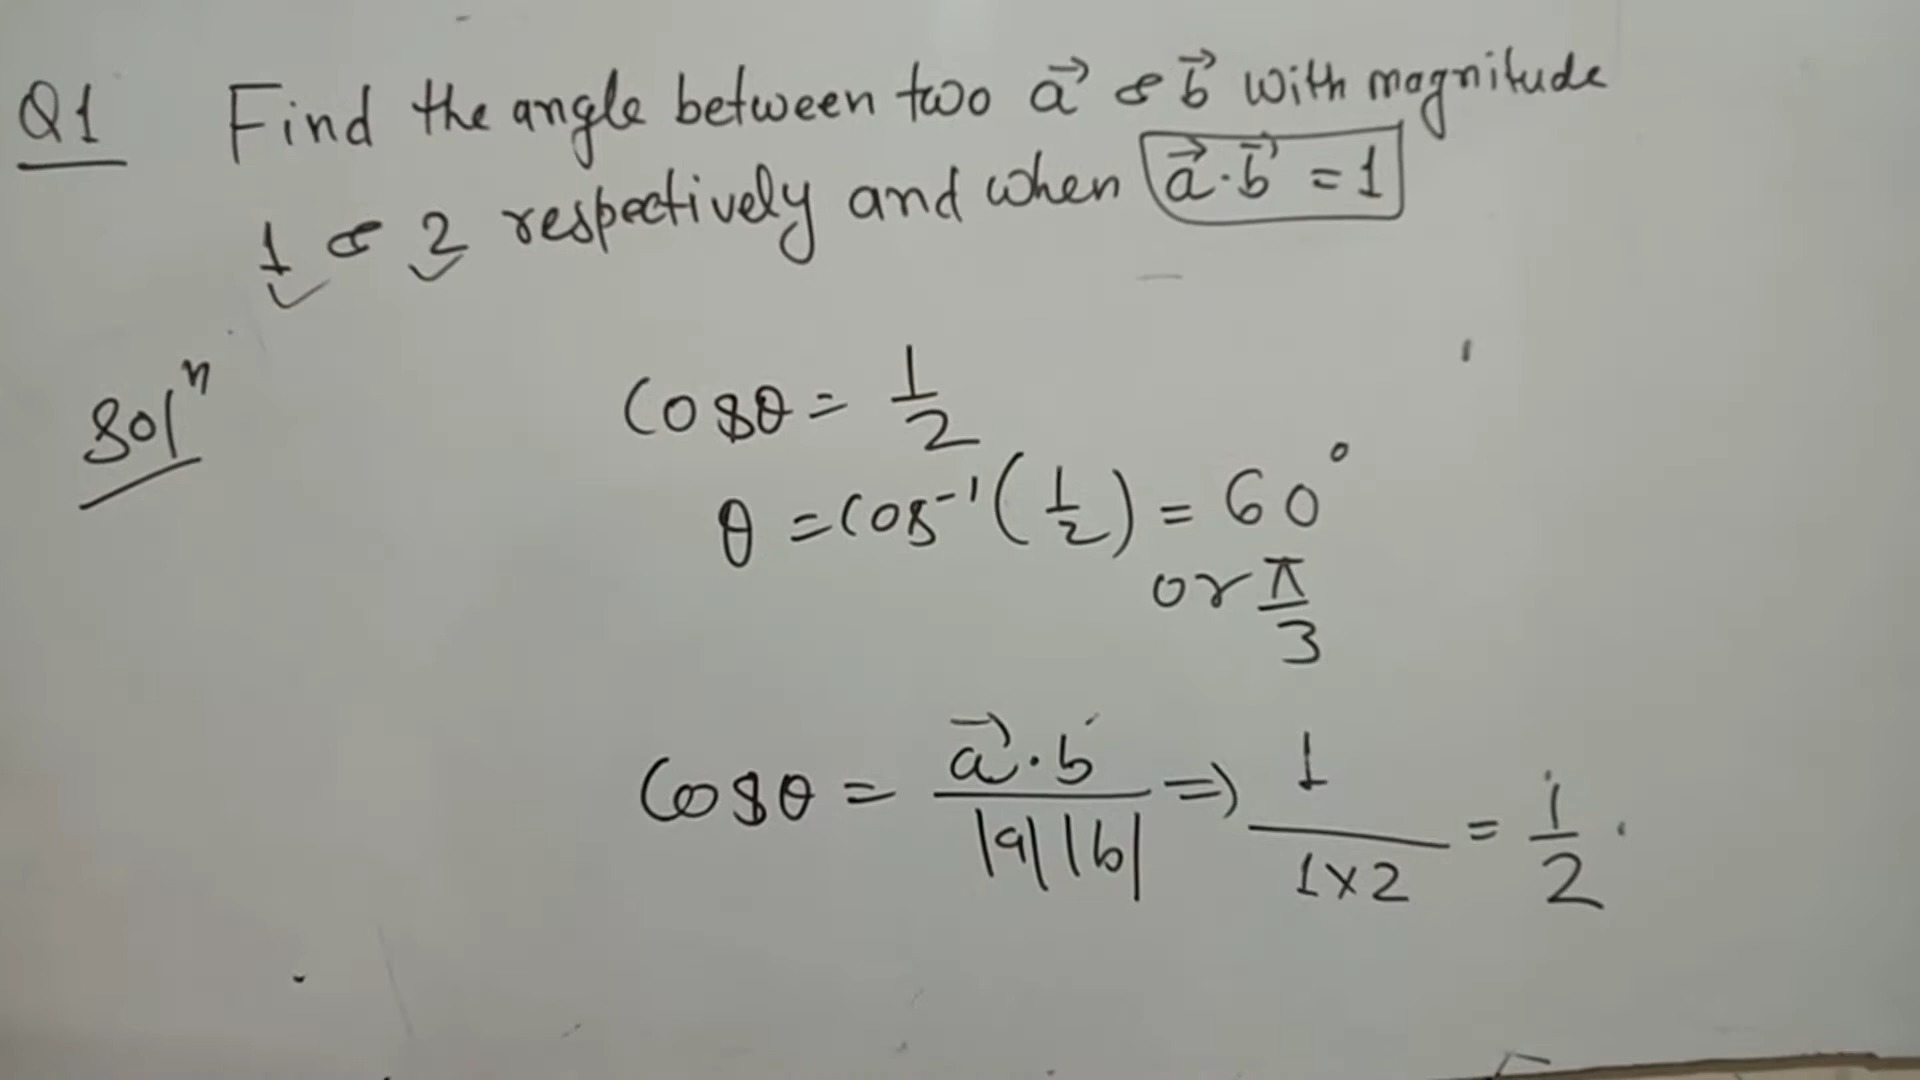 Q1 Find the angle between two a⃗ & b⃗ with magnitude
1 & 2 respectively and when a⃗·b⃗ = 1
Solⁿ
Cosθ = 1/2
θ = Cos⁻¹(1/2) = 60°
or π/3
Cosθ = a⃗·b/|a||b| ⇒ 1/1×2 = 1/2.